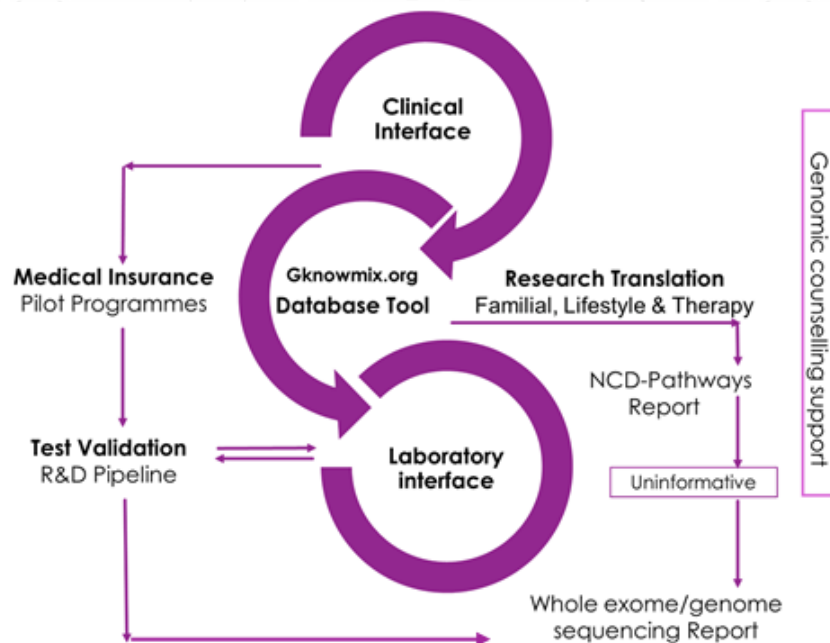 Clinical
Interface
Medical Insurance
Pilot Programmes
Gknowmix.org
Database Tool
Research Translation
Familial, Lifestyle & Therapy
NCD-Pathways
Report
Test Validation
R&D Pipeline
Laboratory
interface
Uninformative
Whole exome/genome
sequencing Report
Genomic counselling support